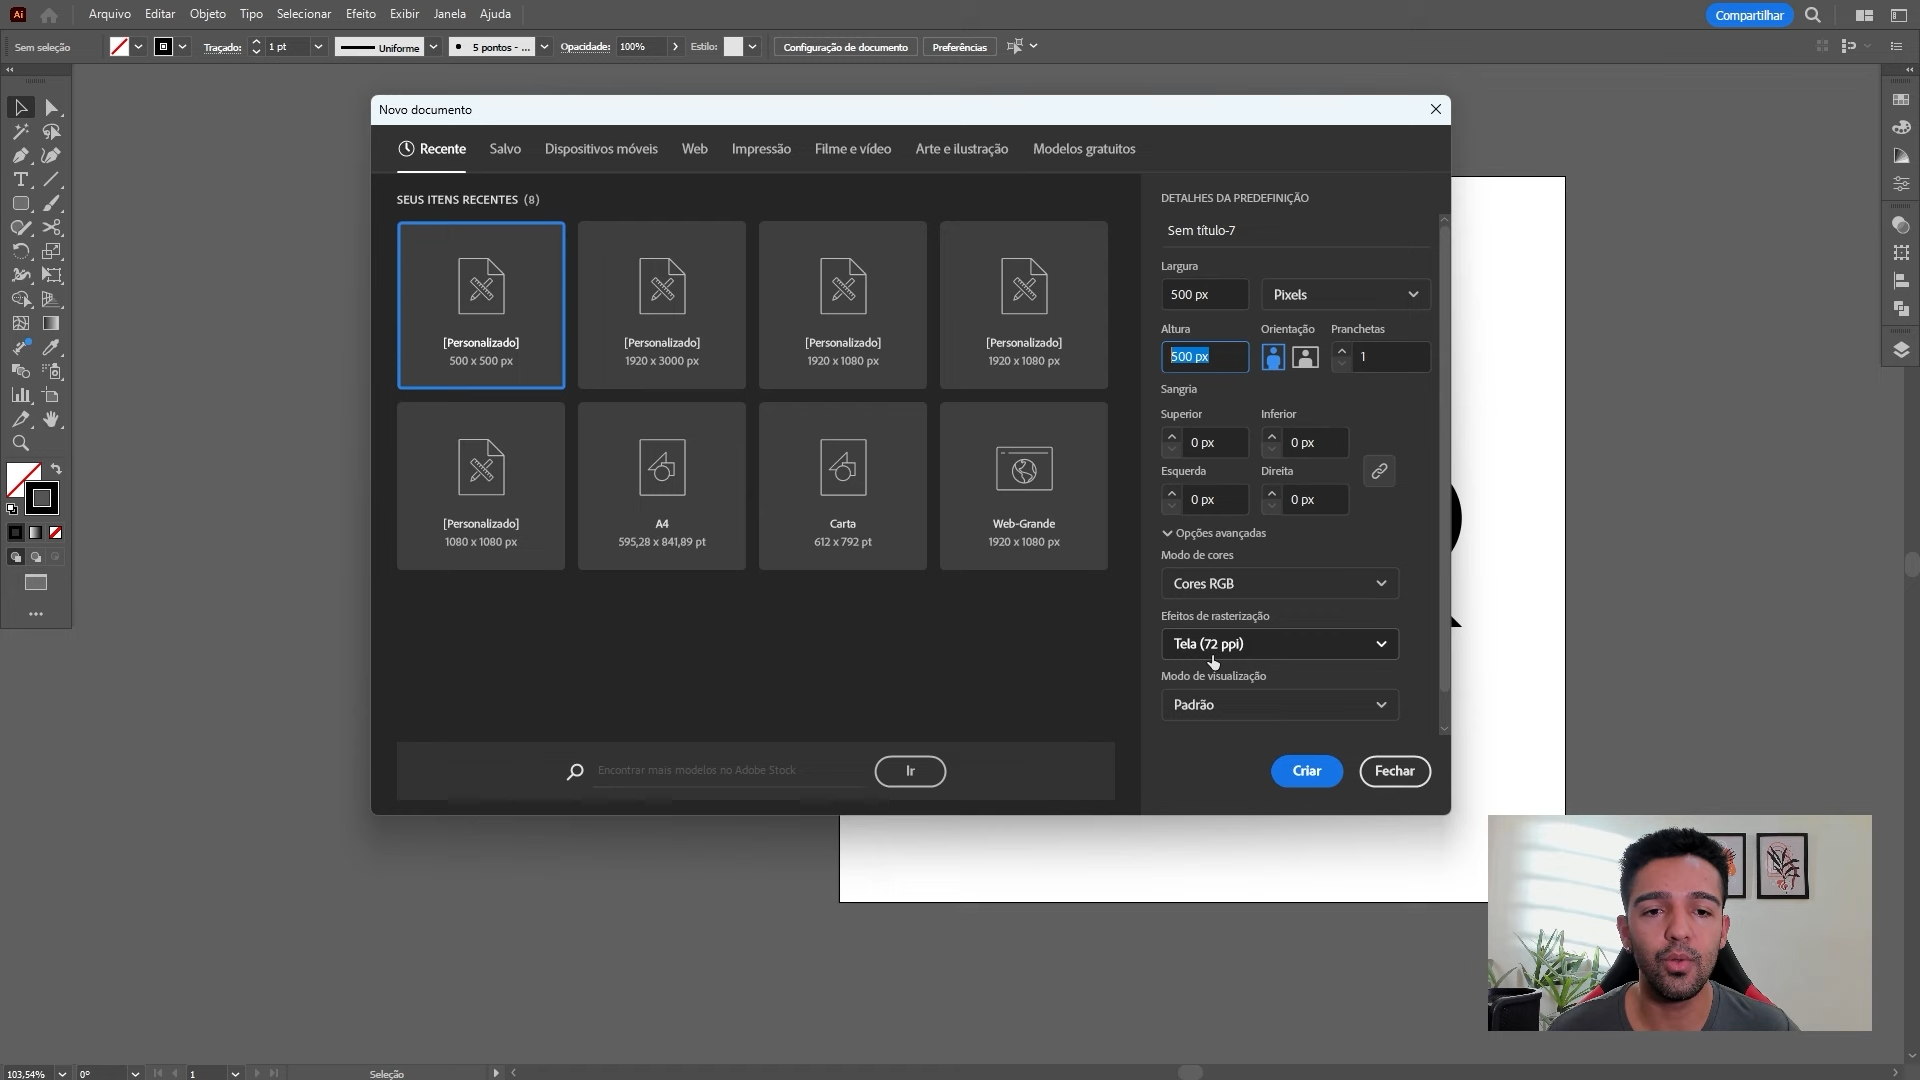 Ai Arquivo Editar Objeto Tipo Selecionar Efeito Exibir Janela Ajuda Compartilhar
Sem seleção Traçado: 1 pt Uniforme 5 pontos - ... Opacidade: 100% Estilo: Configuração de documento Preferências
Novo documento
Recente Salvo Dispositivos móveis Web Impressão Filme e vídeo Arte e ilustração Modelos gratuitos
SEUS ITENS RECENTES (8)
[Personalizado]
500 x 500 px
[Personalizado]
1920 x 3000 px
[Personalizado]
1920 x 1080 px
[Personalizado]
1920 x 1080 px
[Personalizado]
1080 x 1080 px
A4
595,28 x 841,89 pt
Carta
612 x 792 pt
Web-Grande
1920 x 1080 px
Encontrar mais modelos no Adobe Stock
Ir
DETALHES DA PREDEFINIÇÃO
Sem título-7
Largura
500 px Pixels
Altura Orientação Pranchetas
500 px 1
Sangria
Superior Inferior
0 px 0 px
Esquerda Direita
0 px 0 px
Opções avançadas
Modo de cores
Cores RGB
Efeitos de rasterização
Tela (72 ppi)
Modo de visualização
Padrão
Criar Fechar
103,54% 0° 1 Seleção